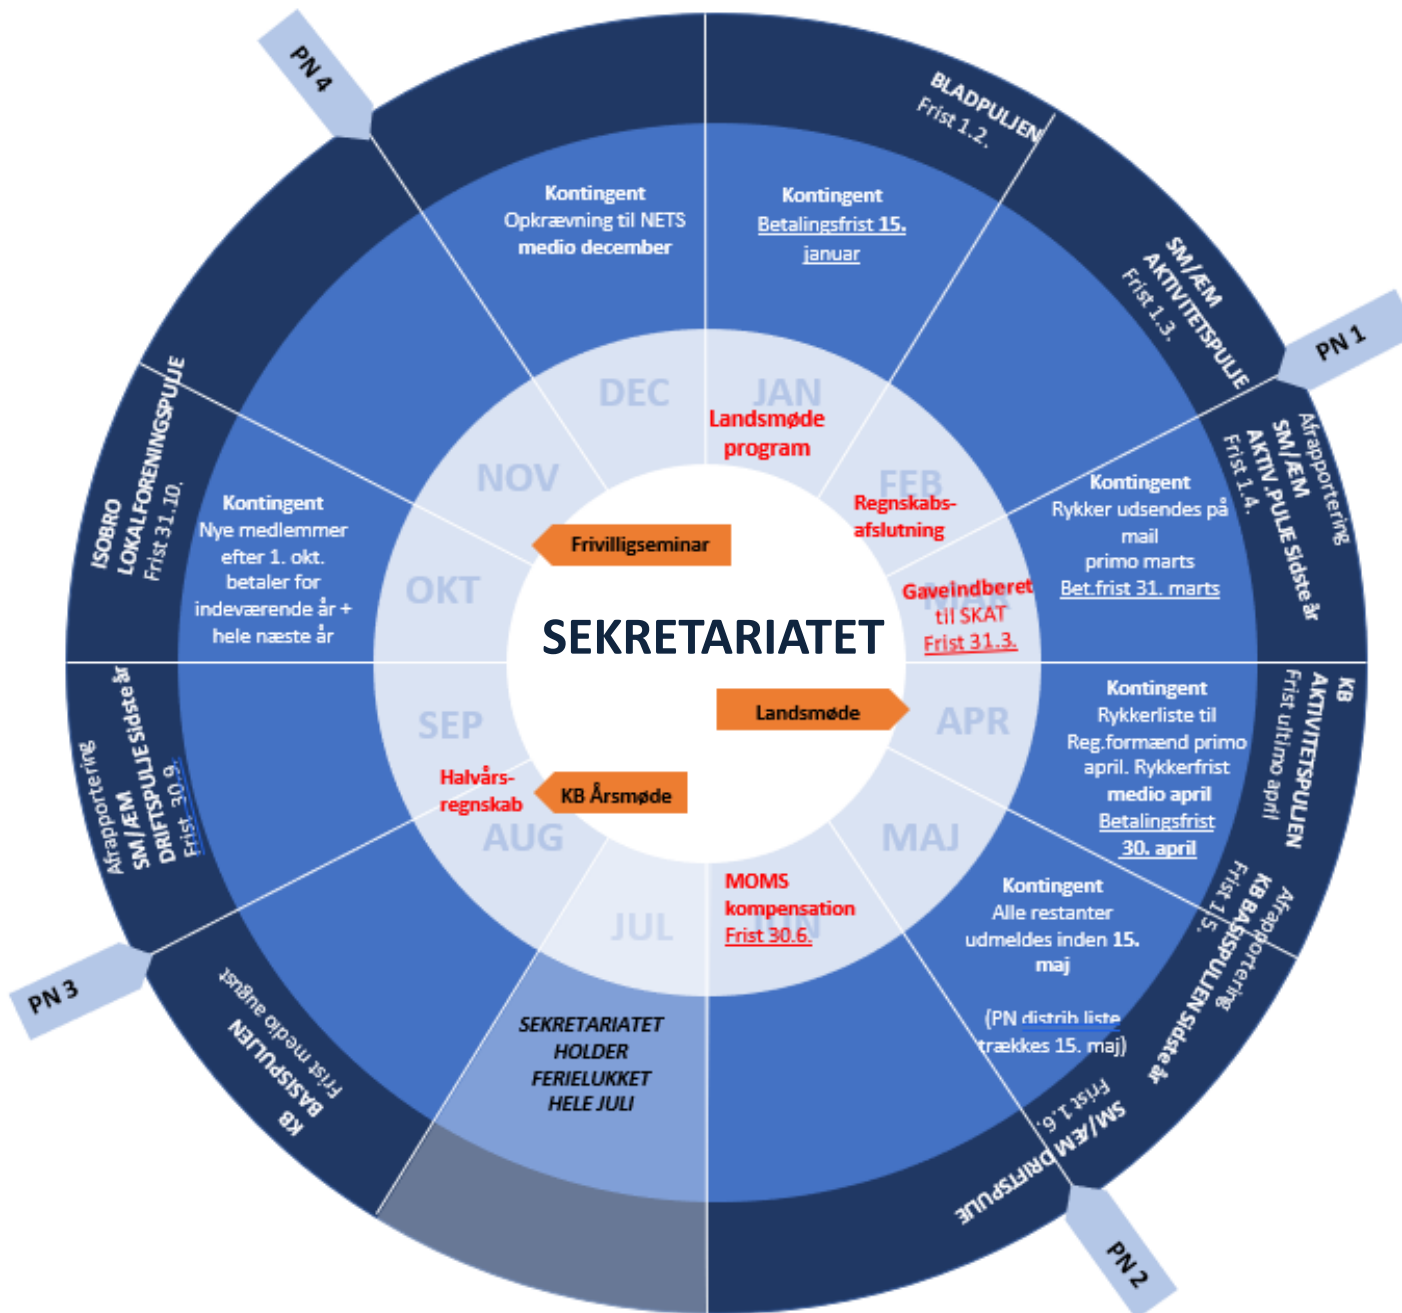 SEKRETARIATET
Frivilligseminar
Landsmøde
KB Årsmøde
JAN
Landsmøde
program
Kontingent
Betalingsfrist 15.
januar
BLADPULJEN
Frist 1.2.
FEB
Regnskabs-
afslutning
SM/ÆM
AKTIVITETSPULJE
Frist 1.3.
PN 1
MAR
Gaveindberet
til SKAT
Frist 31.3.
Kontingent
Rykker udsendes på
mail
primo marts
Bet.frist 31. marts
Afrapportering
SM/ÆM
AKTIV.PULJE Sidste år
Frist 1.4.
APR
Kontingent
Rykkerliste til
Reg.formænd primo
april. Rykkerfrist
medio april
Betalingsfrist
30. april
KB
AKTIVITETSPULJEN
Frist ultimo april
MAJ
Kontingent
Alle restanter
udmeldes inden 15.
maj
(PN distrib.liste
trækkes 15. maj)
Afrapportering
KB BASISPULJEN Sidste år
Frist 1.5.
SM/ÆM DRIFTSPULJE
Frist 1.6.
PN 2
JUN
MOMS
kompensation
Frist 30.6.
JUL
SEKRETARIATET
HOLDER
FERIELUKKET
HELE JULI
AUG
KB
BASISPULJEN
Frist medio august
PN 3
Halvårs-
regnskab
SEP
Afrapportering
SM/ÆM
DRIFTSPULJE Sidste år
Frist 30.9.
OKT
Kontingent
Nye medlemmer
efter 1. okt.
betaler for
indeværende år +
hele næste år
ISOBRO
LOKALFORENINGSPULJE
Frist 31.10.
NOV
PN 4
DEC
Kontingent
Opkrævning til NETS
medio december